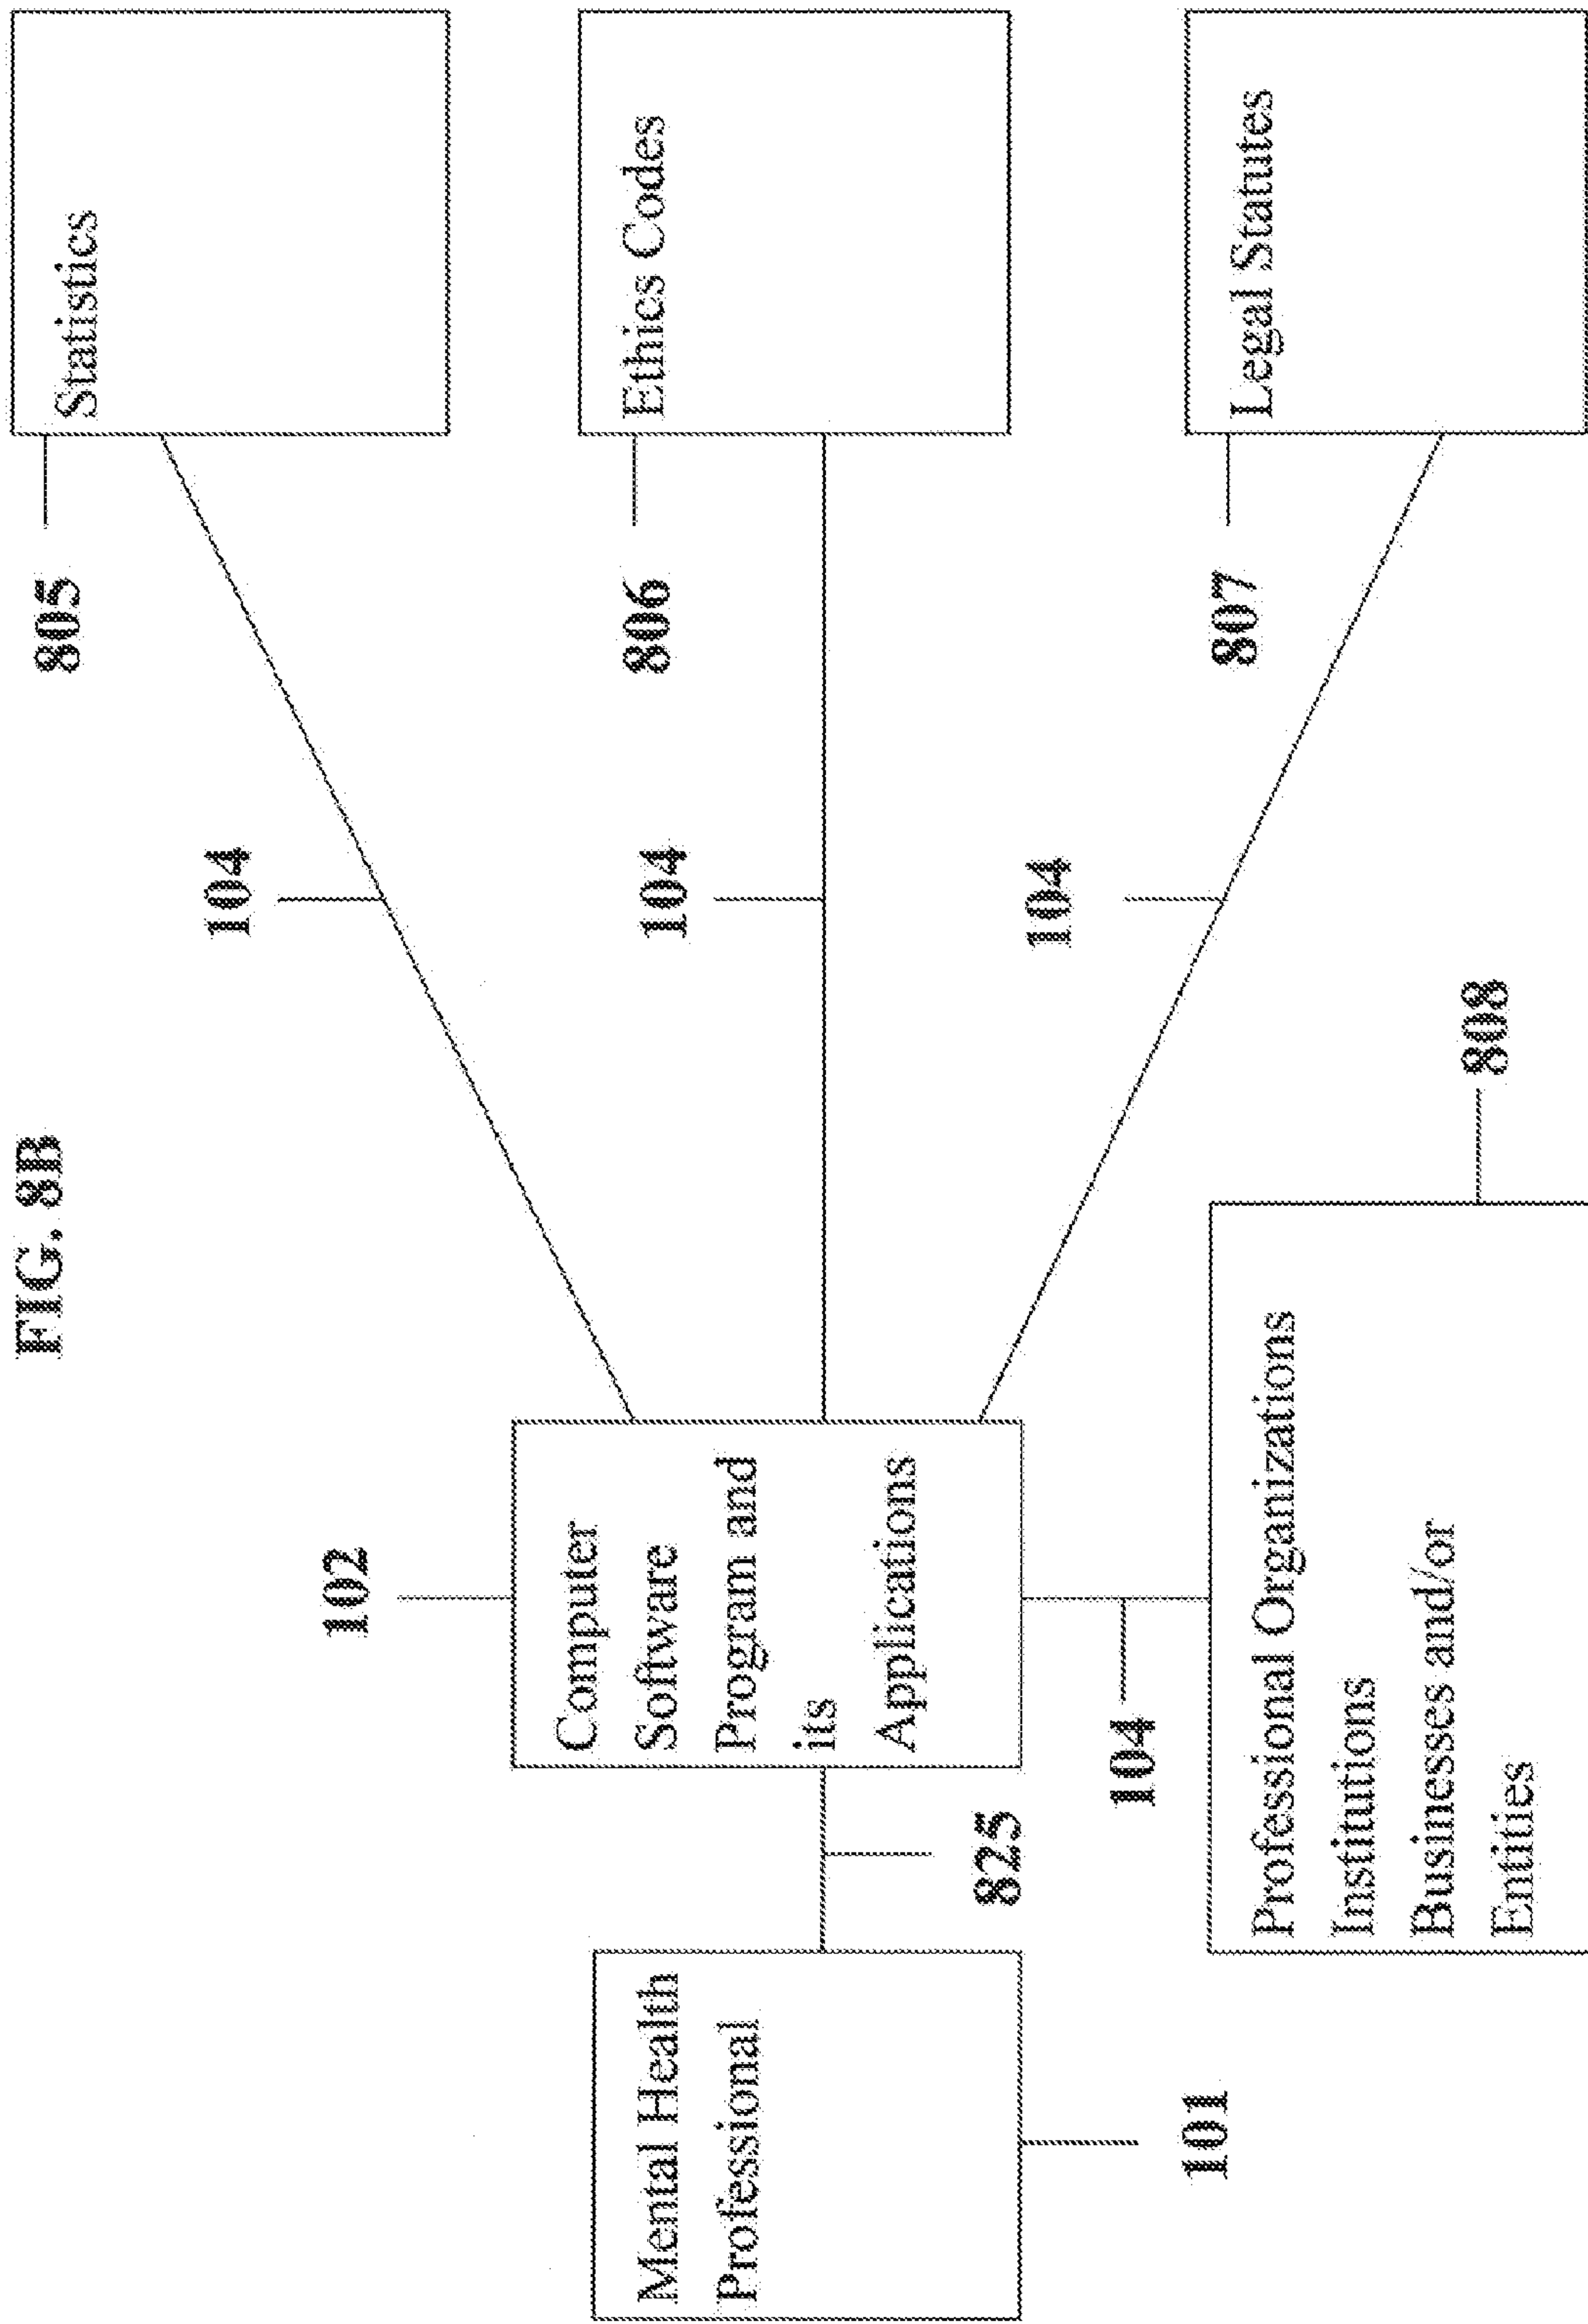 FIG. 8B
Mental Health
Professional
101
825
102
Computer
Software
Program and
its
Applications
104
104
104
104
805
Statistics
806
Ethics Codes
807
Legal Statutes
808
Professional Organizations
Institutions
Businesses and/or
Entities